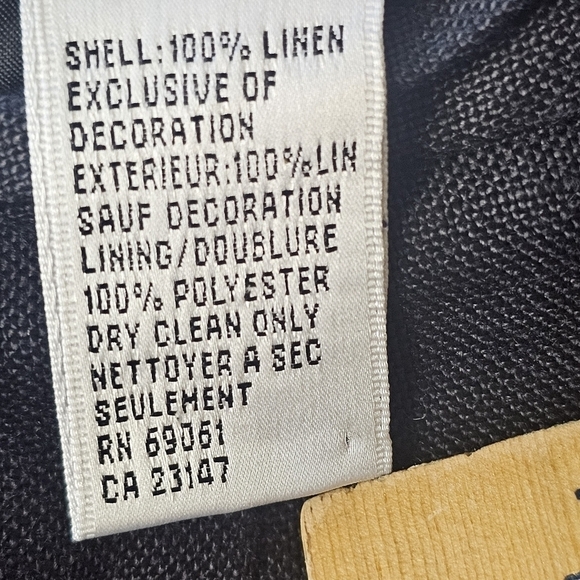 SHELL:100% LINEN
EXCLUSIVE OF
DECORATION
EXTERIEUR:100%LIN
SAUF DECORATION
LINING/DOUBLURE
100% POLYESTER
DRY CLEAN ONLY
NETTOYER A SEC
SEULEMENT
RN 69061
CA 23147